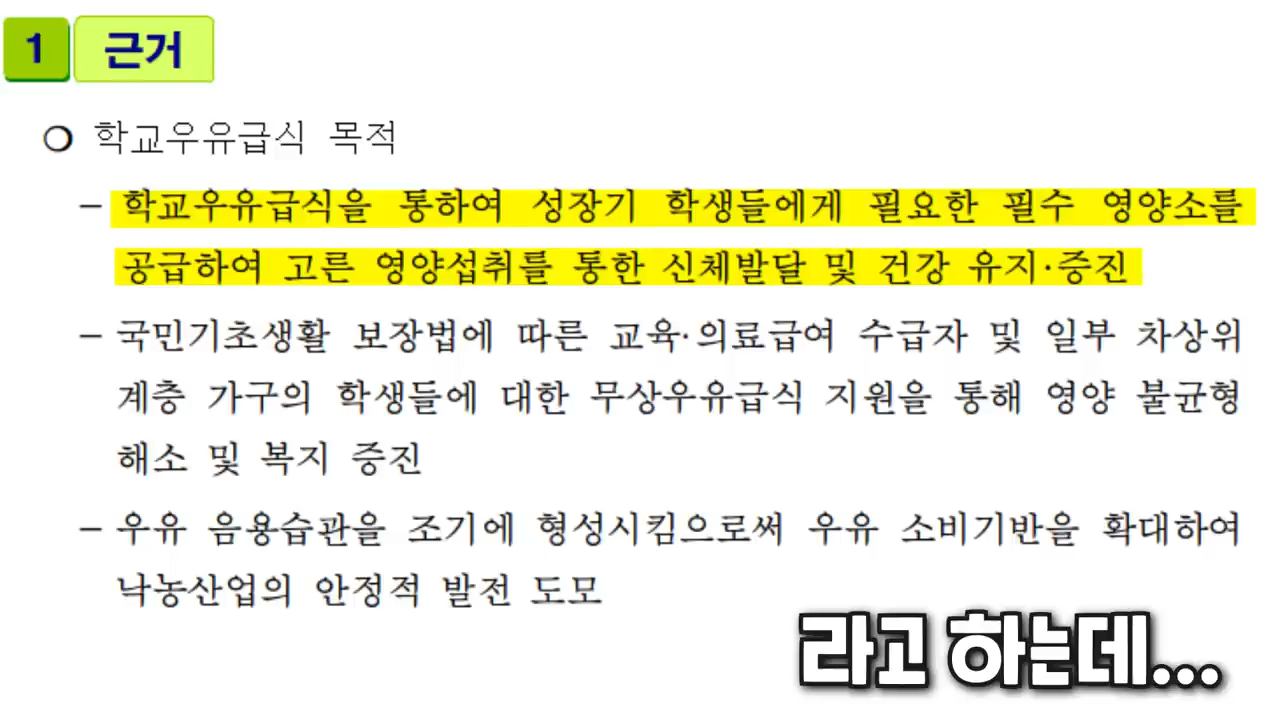 1 근거
○ 학교우유급식 목적
- 학교우유급식을 통하여 성장기 학생들에게 필요한 필수 영양소를
공급하여 고른 영양섭취를 통한 신체발달 및 건강 유지·증진
- 국민기초생활 보장법에 따른 교육·의료급여 수급자 및 일부 차상위
계층 가구의 학생들에 대한 무상우유급식 지원을 통해 영양 불균형
해소 및 복지 증진
- 우유 음용습관을 조기에 형성시킴으로써 우유 소비기반을 확대하여
낙농산업의 안정적 발전 도모
라고 하는데...